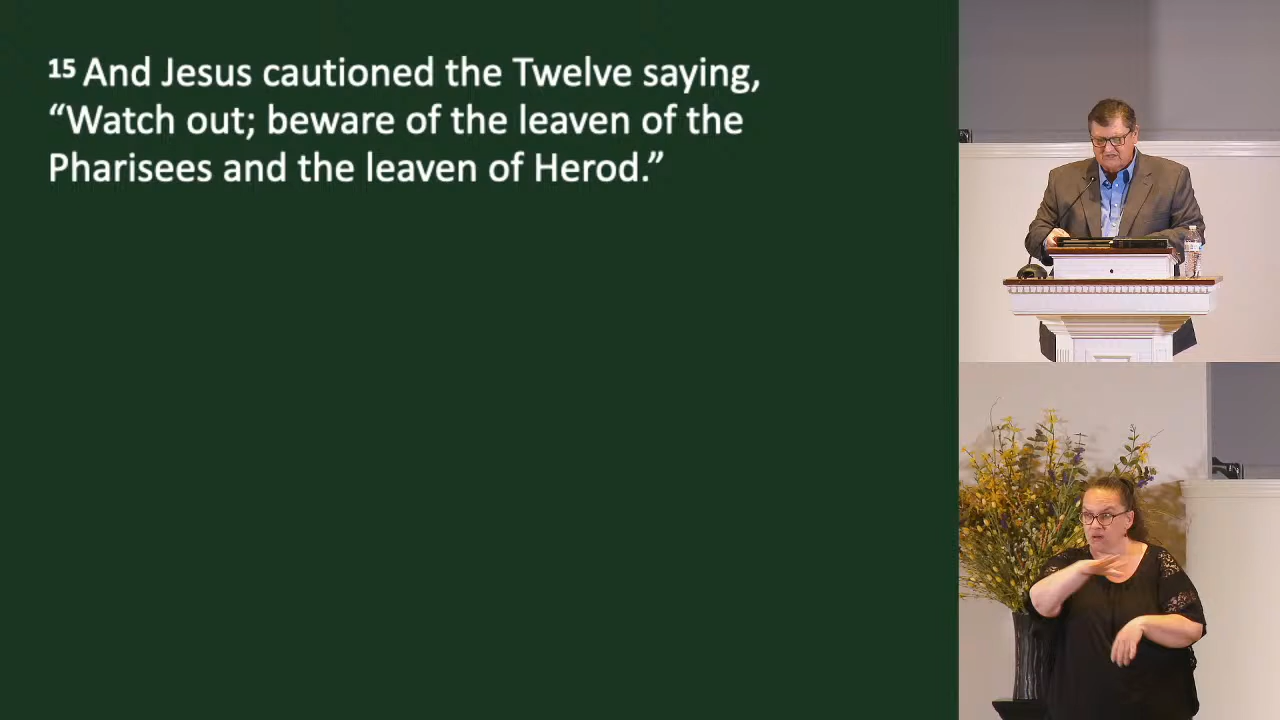 15 And Jesus cautioned the Twelve saying,
“Watch out; beware of the leaven of the
Pharisees and the leaven of Herod.”